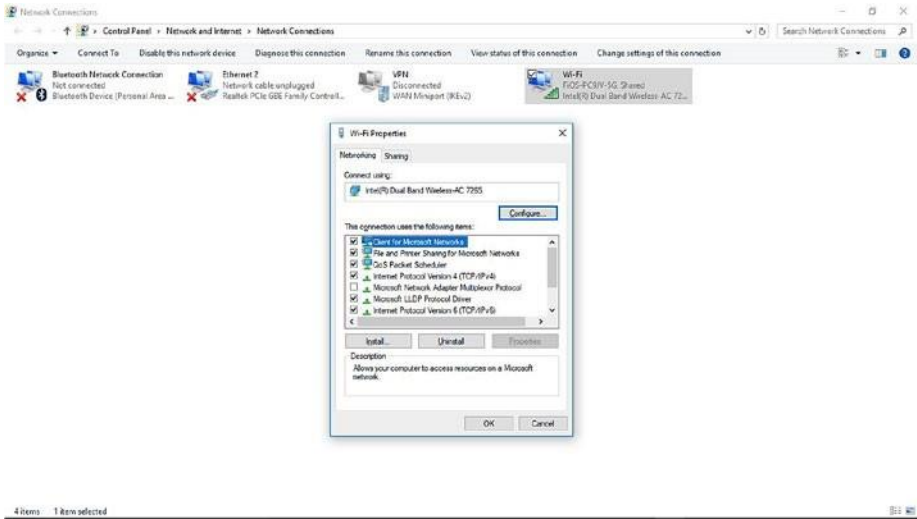 Network Connections
Control Panel › Network and Internet › Network Connections
Search Network Connections
Organize
Connect To
Disable this network device
Diagnose this connection
Rename this connection
View status of this connection
Change settings of this connection
Bluetooth Network Connection
Not connected
Bluetooth Device (Personal Area ...
Ethernet 2
Network cable unplugged
Realtek PCIe GBE Family Controll...
VPN
Disconnected
WAN Miniport (IKEv2)
Wi-Fi
Shared
Intel(R) Dual Band Wireless-AC 72...
Wi-Fi Properties
Networking
Sharing
Connect using:
Intel(R) Dual Band Wireless-AC 7265
Configure...
This connection uses the following items:
Client for Microsoft Networks
File and Printer Sharing for Microsoft Networks
QoS Packet Scheduler
Internet Protocol Version 4 (TCP/IPv4)
Microsoft Network Adapter Multiplexor Protocol
Microsoft LLDP Protocol Driver
Internet Protocol Version 6 (TCP/IPv6)
Install...
Uninstall
Properties
Description
Allows your computer to access resources on a Microsoft
network.
OK
Cancel
4 items
1 item selected